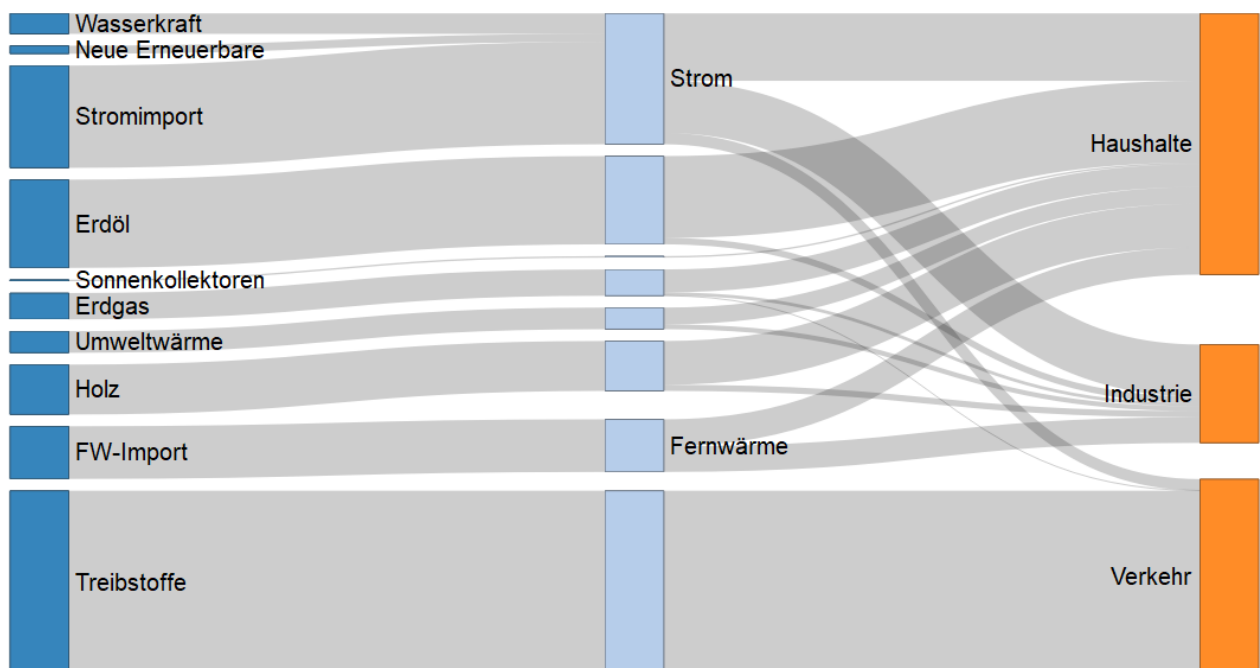 Wasserkraft
Neue Erneuerbare
Stromimport
Erdöl
Sonnenkollektoren
Erdgas
Umweltwärme
Holz
FW-Import
Treibstoffe
Strom
Fernwärme
Haushalte
Industrie
Verkehr